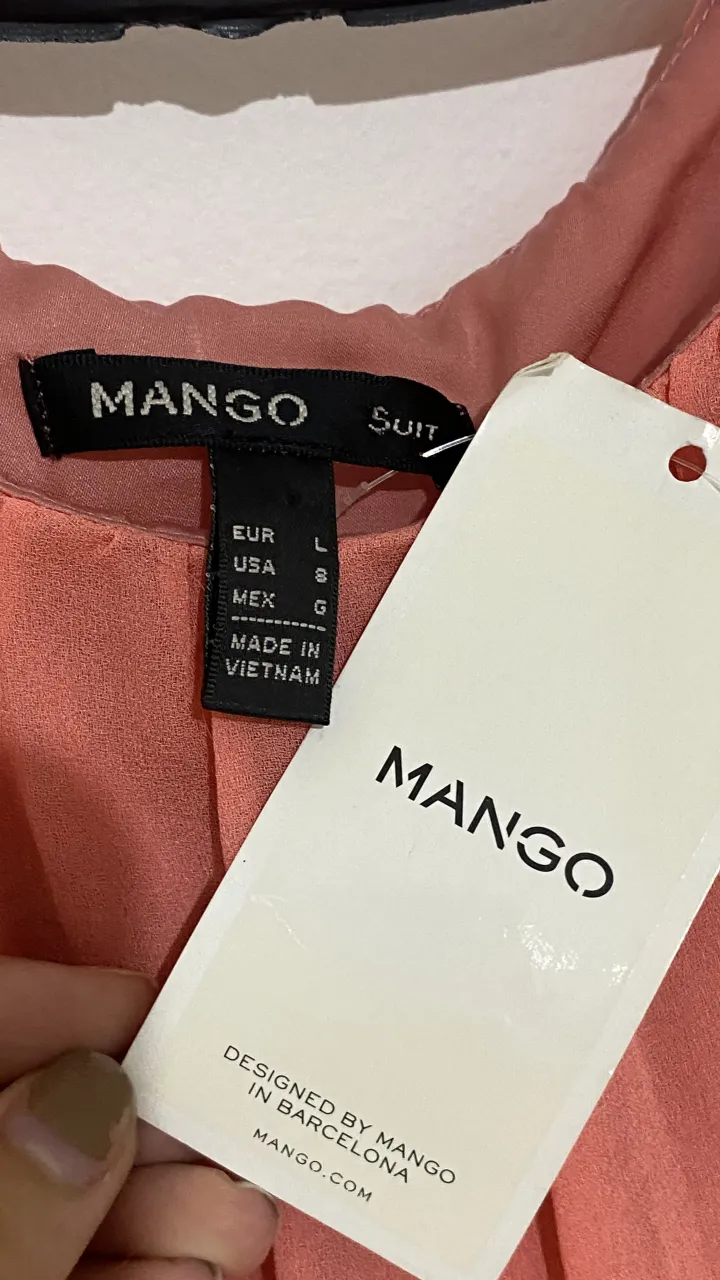 MANGO SUIT
EUR L
USA 8
MEX G
MADE IN
VIETNAM
MANGO
DESIGNED BY MANGO
IN BARCELONA
MANGO.COM